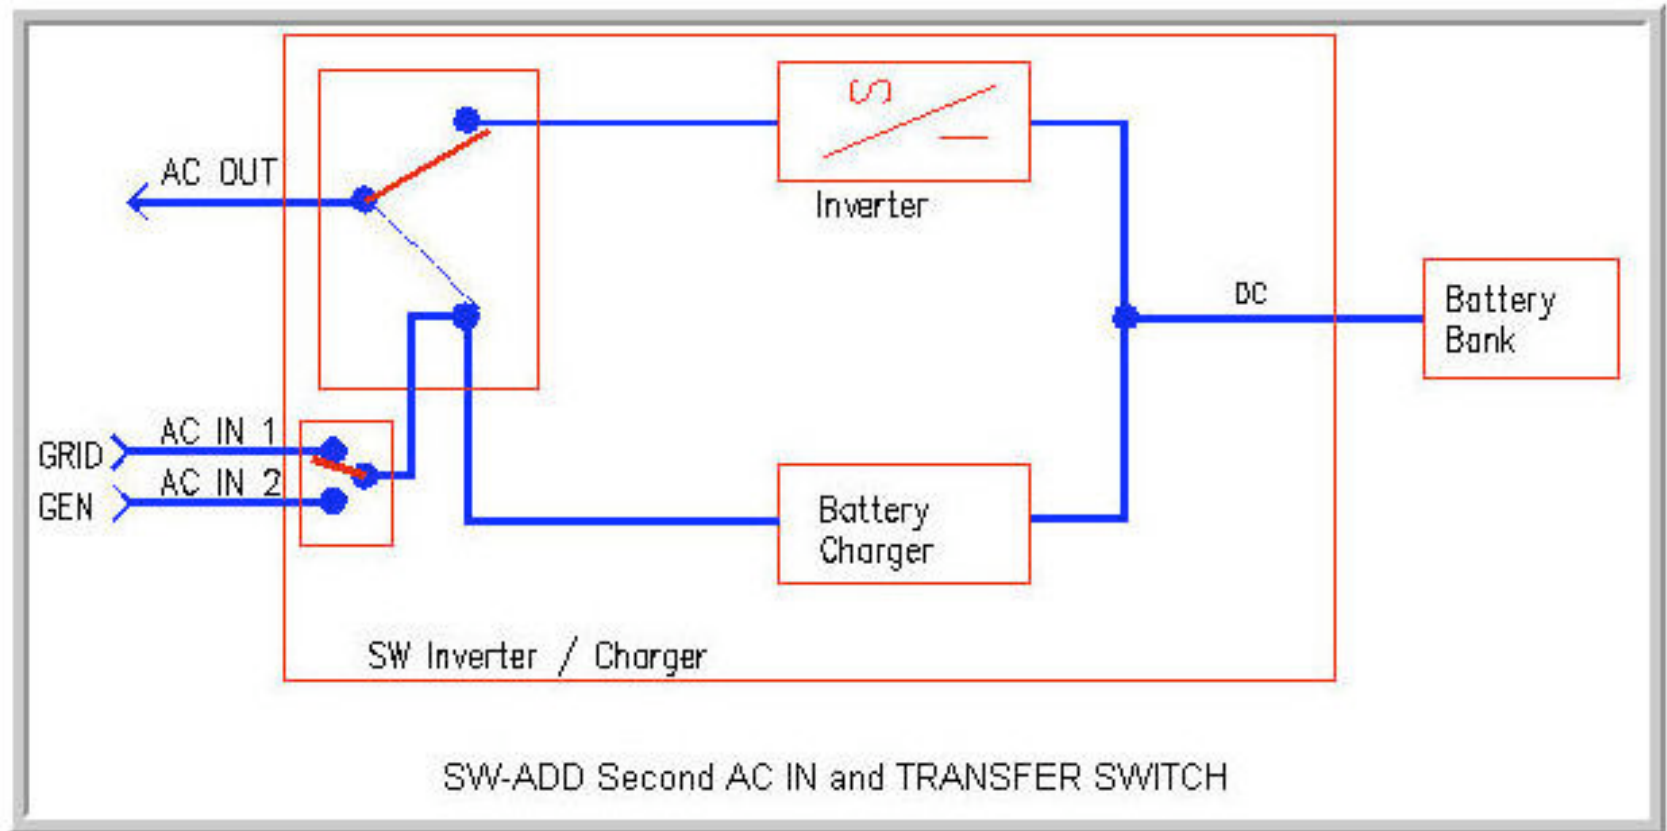 AC OUT
Inverter
DC
Battery
Bank
GRID
AC IN 1
GEN
AC IN 2
Battery
Charger
SW Inverter / Charger
SW-ADD Second AC IN and TRANSFER SWITCH